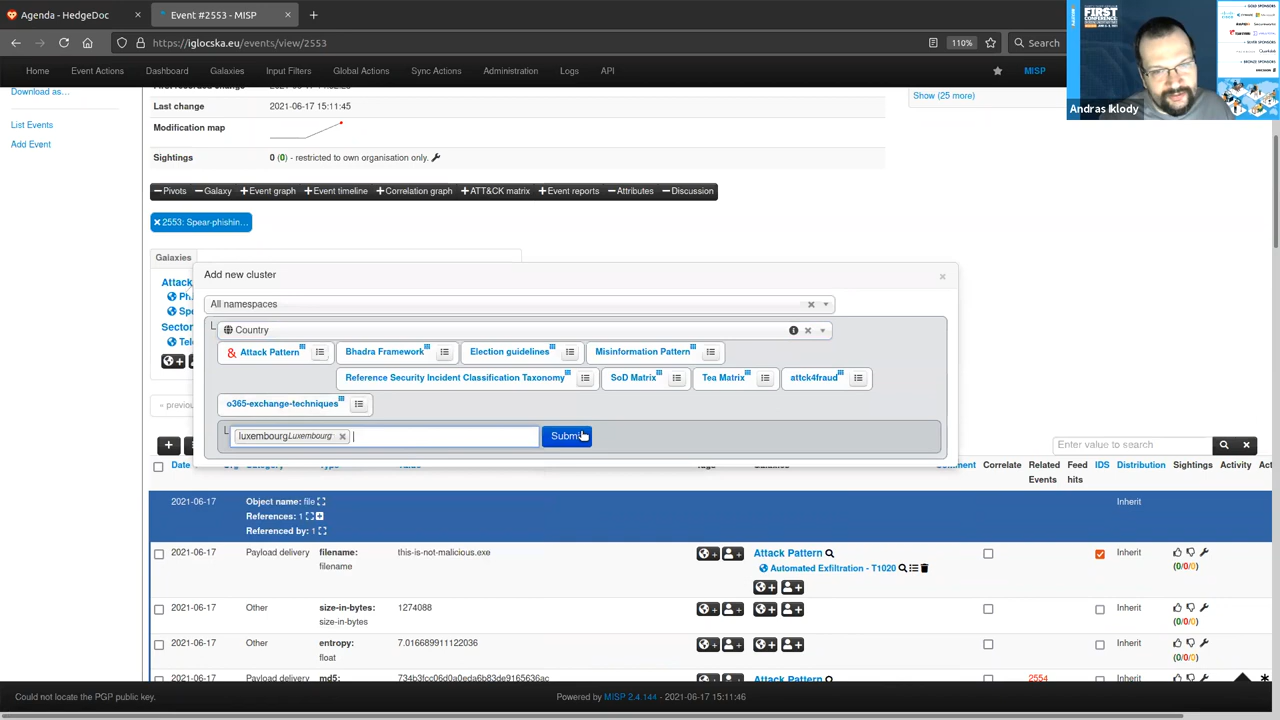 Agenda - HedgeDoc
Event #2553 - MISP
https://iglocska.eu/events/view/2553
110%
Search
Home
Event Actions
Dashboard
Galaxies
Input Filters
Global Actions
Sync Actions
Administration
API
MISP
FIRST
CONFERENCE
Andras Iklody
Download as…
Last change
2021-06-17 15:11:45
Show (25 more)
Modification map
List Events
Add Event
Sightings
0 (0) - restricted to own organisation only.
Pivots
Galaxy
Event graph
Event timeline
Correlation graph
ATT&CK matrix
Event reports
Attributes
Discussion
2553: Spear-phishin…
Galaxies
Add new cluster
All namespaces
Country
& Attack Pattern
Bhadra Framework
Election guidelines
Misinformation Pattern
Reference Security Incident Classification Taxonomy
SoD Matrix
Tea Matrix
attck4fraud
o365-exchange-techniques
luxembourg Luxembourg
Enter value to search
Date
Correlate
Related Events
Feed hits
IDS
Distribution
Sightings
Activity
2021-06-17
Object name: file
Inherit
References: 1
Referenced by: 1
2021-06-17
Payload delivery
filename:
filename
this-is-not-malicious.exe
Attack Pattern
Automated Exfiltration - T1020
Inherit
(0/0/0)
2021-06-17
Other
size-in-bytes:
size-in-bytes
1274088
Inherit
(0/0/0)
2021-06-17
Other
entropy:
float
7.016689911122036
Inherit
(0/0/0)
2021-06-17
Payload delivery
md5:
734b3fcc06d0a0eda6b83de9165636ac
Attack Pattern
2554
Inherit
Could not locate the PGP public key.
Powered by MISP 2.4.144 - 2021-06-17 15:11:46